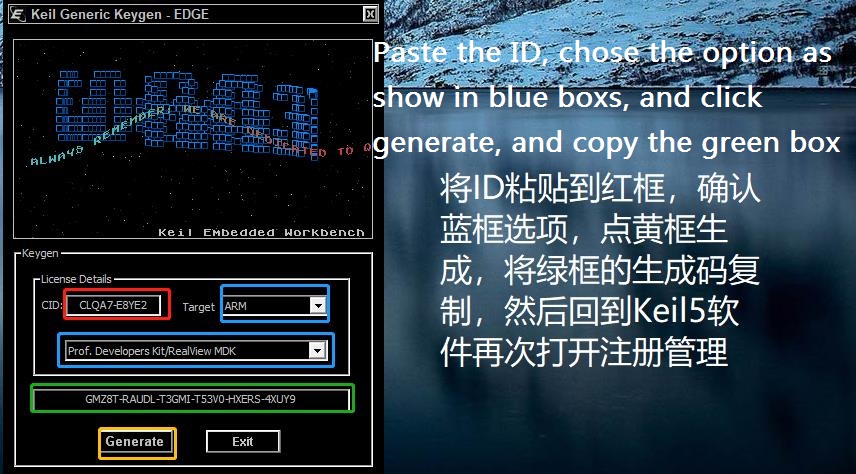 Keil Generic Keygen - EDGE
ALWAYS REMEMBER! WE ARE DEDICATED TO Q
Keil Embedded Workbench
Keygen
License Details
CID: CLQA7-E8YE2 Target ARM
Prof. Developers Kit/RealView MDK
GMZ8T-RAUDL-T3GMI-T53V0-HXERS-4XUY9
Generate Exit
Paste the ID, chose the option as
show in blue boxs, and click
generate, and copy the green box
将ID粘贴到红框，确认
蓝框选项，点黄框生
成，将绿框的生成码复
制，然后回到Keil5软
件再次打开注册管理